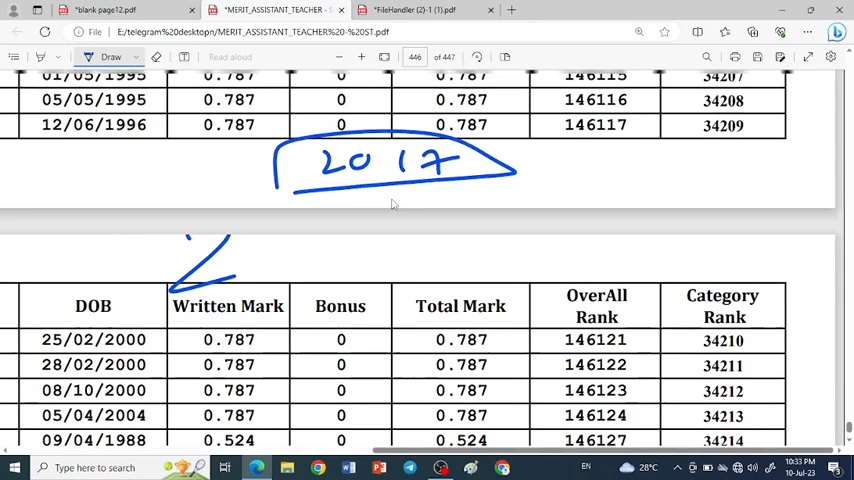 *blank page12.pdf
*MERIT_ASSISTANT_TEACHER - S
*FileHandler (2)-1 (1).pdf
File
E:/telegram%20desktopn/MERIT_ASSISTANT_TEACHER%20-%20ST.pdf
Draw
Read aloud
446 of 447
01/05/1995 0.787 0 0.787 146115 34207
05/05/1995 0.787 0 0.787 146116 34208
12/06/1996 0.787 0 0.787 146117 34209
2017
DOB Written Mark Bonus Total Mark OverAll Rank Category Rank
25/02/2000 0.787 0 0.787 146121 34210
28/02/2000 0.787 0 0.787 146122 34211
08/10/2000 0.787 0 0.787 146123 34212
05/04/2004 0.787 0 0.787 146124 34213
09/04/1988 0.524 0 0.524 146127 34214
Type here to search
28°C
EN
10:33 PM
10-Jul-23